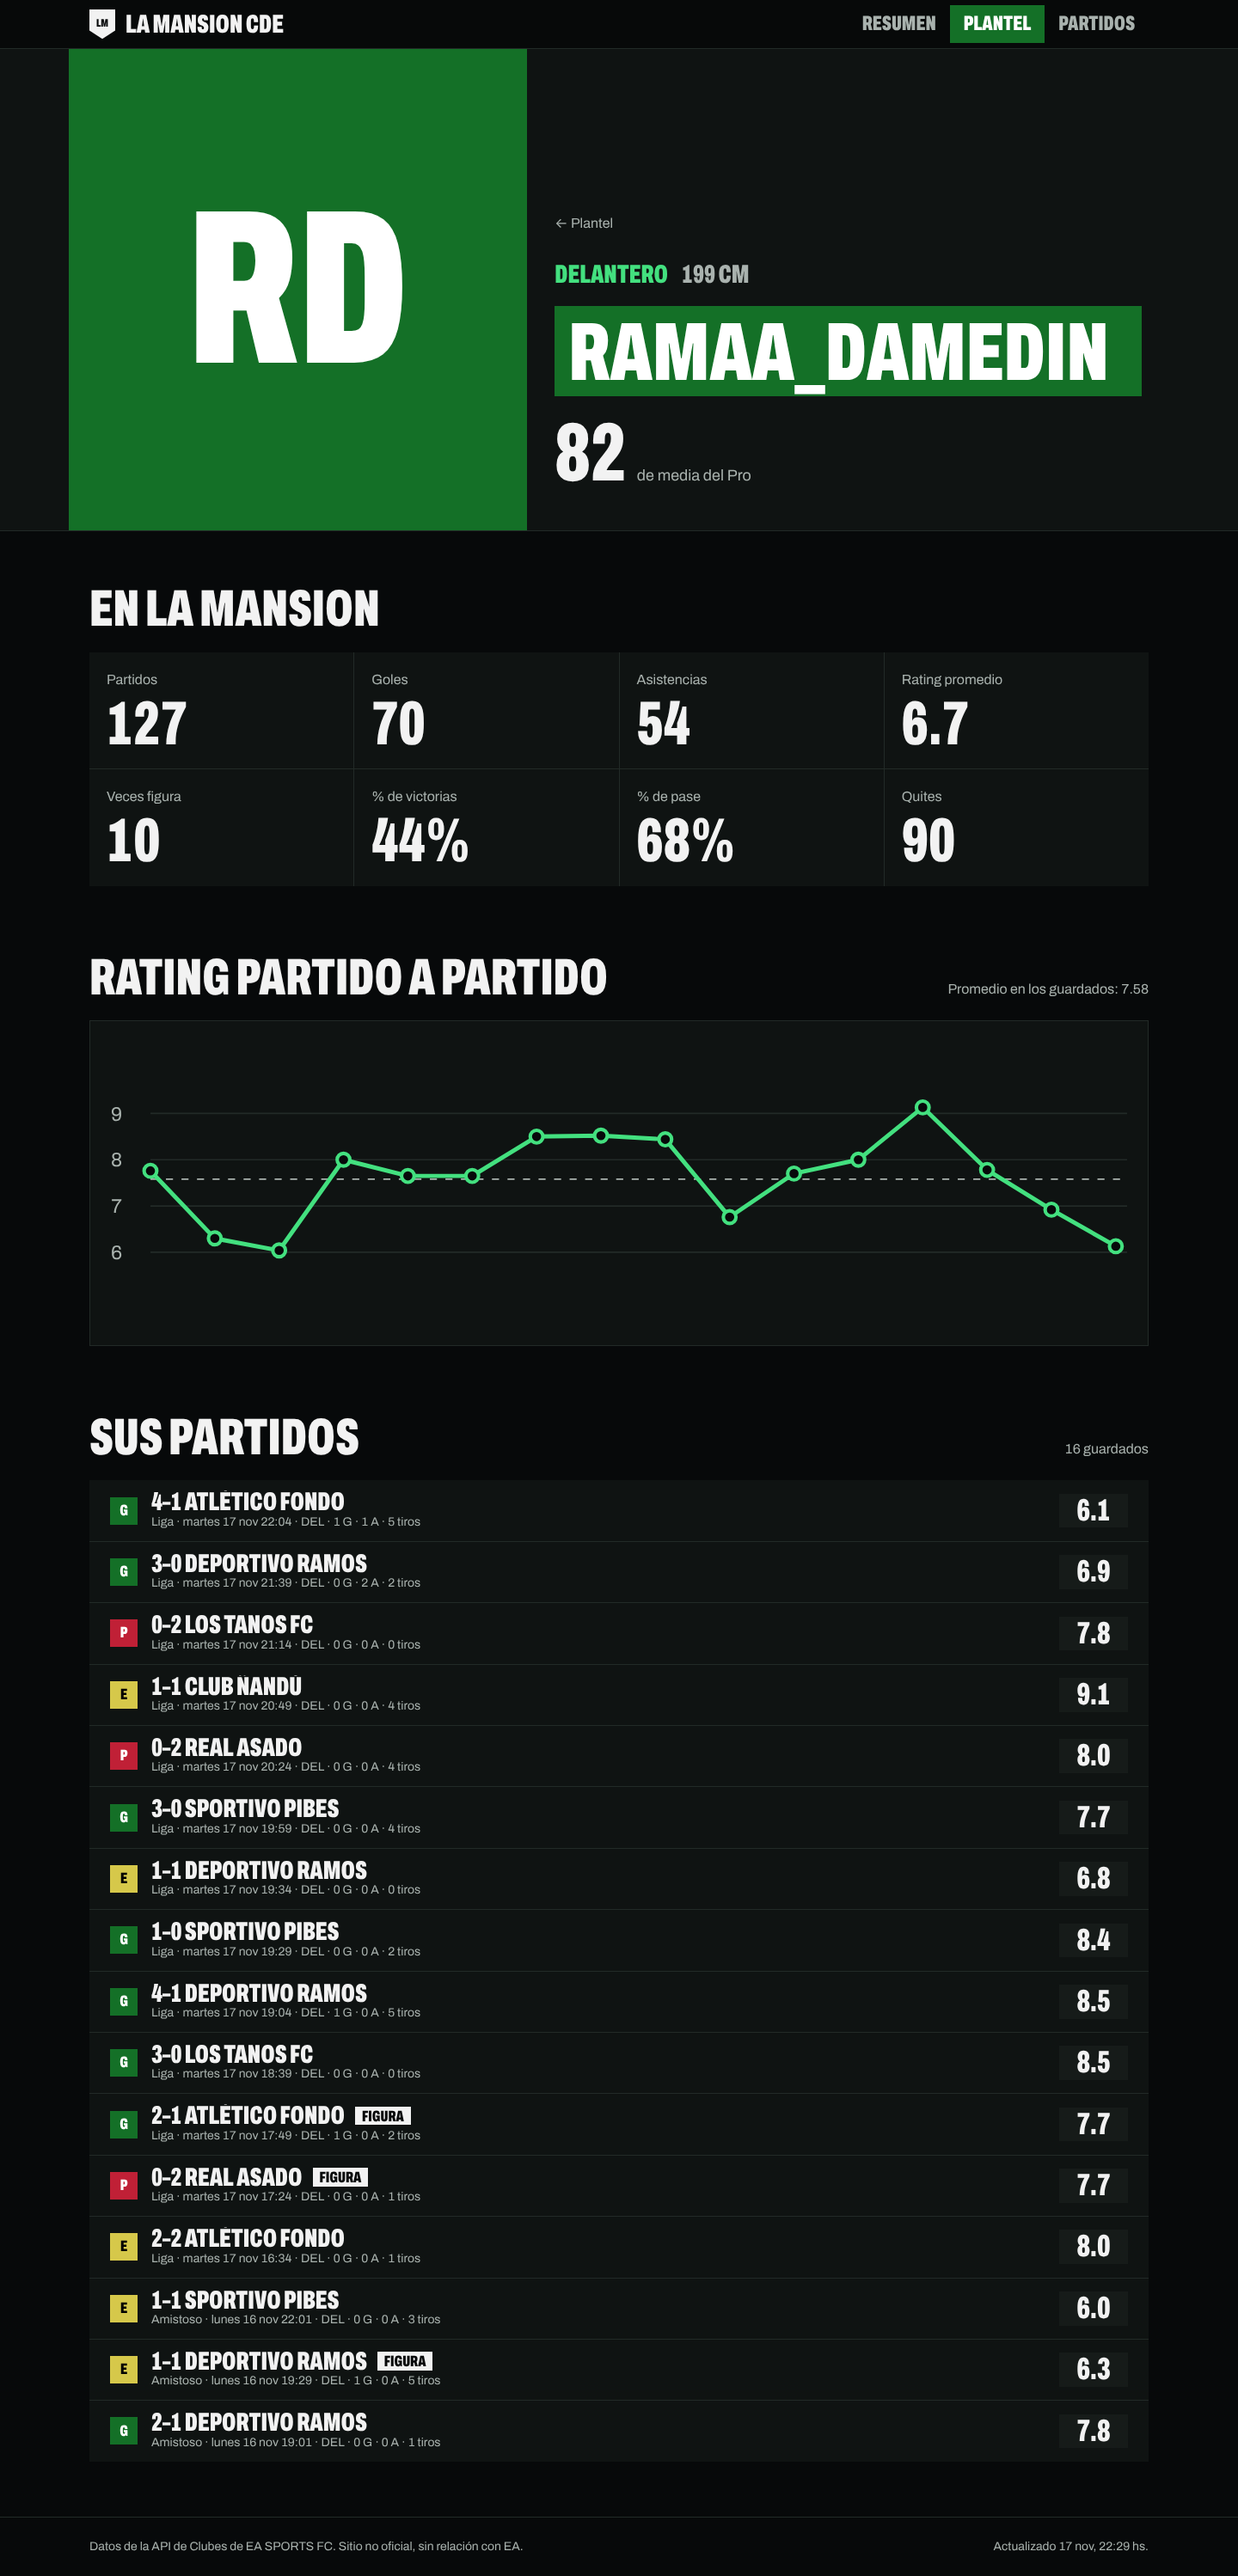 LM LA MANSION CDE
RESUMEN PLANTEL PARTIDOS
RD
← Plantel
DELANTERO 199 CM
RAMAA_DAMEDIN
82 de media del Pro
EN LA MANSION
Partidos Goles Asistencias Rating promedio
127 70 54 6.7
Veces figura % de victorias % de pase Quites
10 44% 68% 90
RATING PARTIDO A PARTIDO
Promedio en los guardados: 7.58
9
8
7
6
SUS PARTIDOS
16 guardados
G 4–1 ATLÉTICO FONDO 6.1
Liga · martes 17 nov 22:04 · DEL · 1 G · 1 A · 5 tiros
G 3–0 DEPORTIVO RAMOS 6.9
Liga · martes 17 nov 21:39 · DEL · 0 G · 2 A · 2 tiros
P 0–2 LOS TANOS FC 7.8
Liga · martes 17 nov 21:14 · DEL · 0 G · 0 A · 0 tiros
E 1–1 CLUB ÑANDÚ 9.1
Liga · martes 17 nov 20:49 · DEL · 0 G · 0 A · 4 tiros
P 0–2 REAL ASADO 8.0
Liga · martes 17 nov 20:24 · DEL · 0 G · 0 A · 4 tiros
G 3–0 SPORTIVO PIBES 7.7
Liga · martes 17 nov 19:59 · DEL · 0 G · 0 A · 4 tiros
E 1–1 DEPORTIVO RAMOS 6.8
Liga · martes 17 nov 19:34 · DEL · 0 G · 0 A · 0 tiros
G 1–0 SPORTIVO PIBES 8.4
Liga · martes 17 nov 19:29 · DEL · 0 G · 0 A · 2 tiros
G 4–1 DEPORTIVO RAMOS 8.5
Liga · martes 17 nov 19:04 · DEL · 1 G · 0 A · 5 tiros
G 3–0 LOS TANOS FC 8.5
Liga · martes 17 nov 18:39 · DEL · 0 G · 0 A · 0 tiros
G 2–1 ATLÉTICO FONDO FIGURA 7.7
Liga · martes 17 nov 17:49 · DEL · 1 G · 0 A · 2 tiros
P 0–2 REAL ASADO FIGURA 7.7
Liga · martes 17 nov 17:24 · DEL · 0 G · 0 A · 1 tiros
E 2–2 ATLÉTICO FONDO 8.0
Liga · martes 17 nov 16:34 · DEL · 0 G · 0 A · 1 tiros
E 1–1 SPORTIVO PIBES 6.0
Amistoso · lunes 16 nov 22:01 · DEL · 0 G · 0 A · 3 tiros
E 1–1 DEPORTIVO RAMOS FIGURA 6.3
Amistoso · lunes 16 nov 19:29 · DEL · 1 G · 0 A · 5 tiros
G 2–1 DEPORTIVO RAMOS 7.8
Amistoso · lunes 16 nov 19:01 · DEL · 0 G · 0 A · 1 tiros
Datos de la API de Clubes de EA SPORTS FC. Sitio no oficial, sin relación con EA.
Actualizado 17 nov, 22:29 hs.